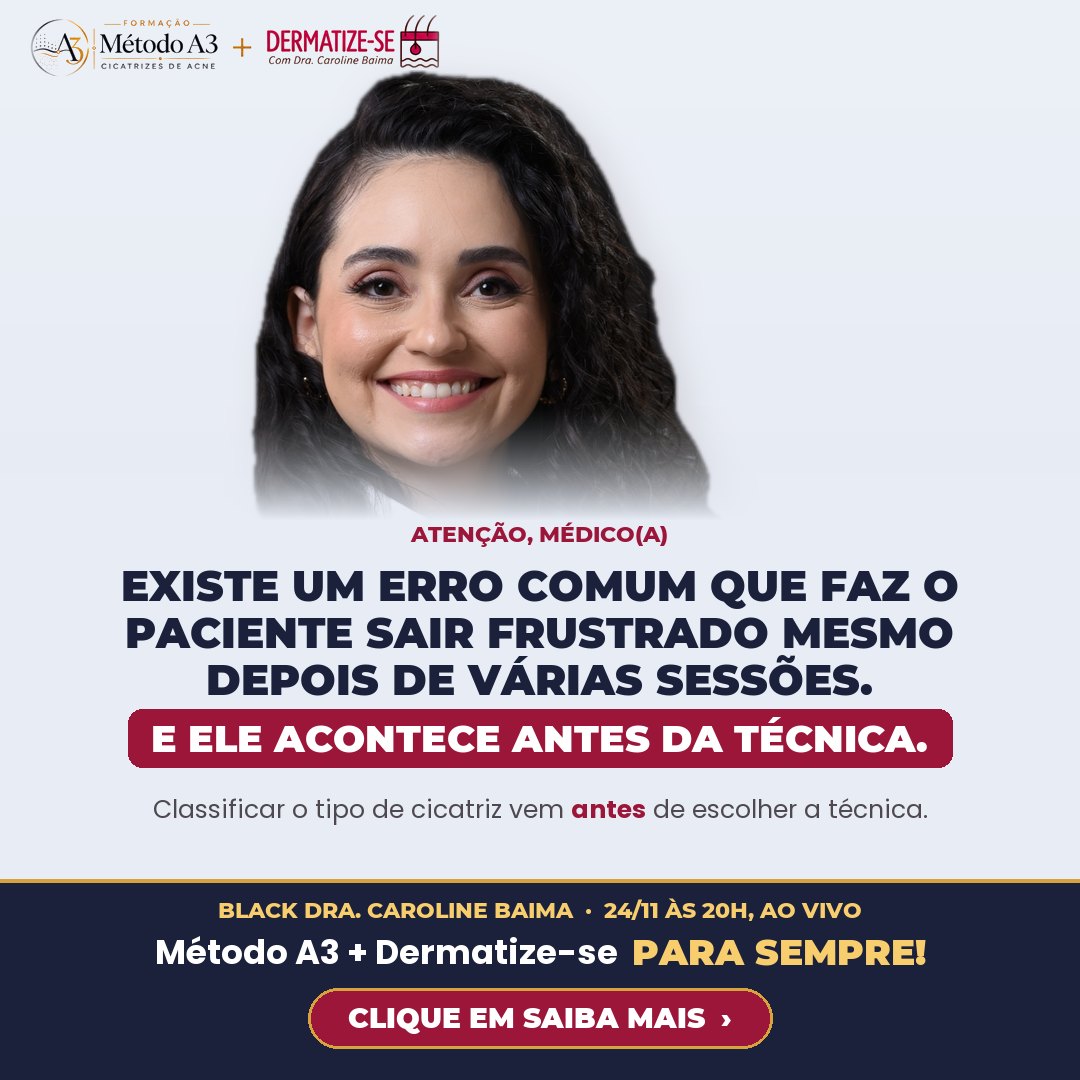 FORMAÇÃO
A3 Método A3
CICATRIZES DE ACNE
+
DERMATIZE-SE
Com Dra. Caroline Baima
ATENÇÃO, MÉDICO(A)
EXISTE UM ERRO COMUM QUE FAZ O
PACIENTE SAIR FRUSTRADO MESMO
DEPOIS DE VÁRIAS SESSÕES.
E ELE ACONTECE ANTES DA TÉCNICA.
Classificar o tipo de cicatriz vem antes de escolher a técnica.
BLACK DRA. CAROLINE BAIMA • 24/11 ÀS 20H, AO VIVO
Método A3 + Dermatize-se PARA SEMPRE!
CLIQUE EM SAIBA MAIS ›